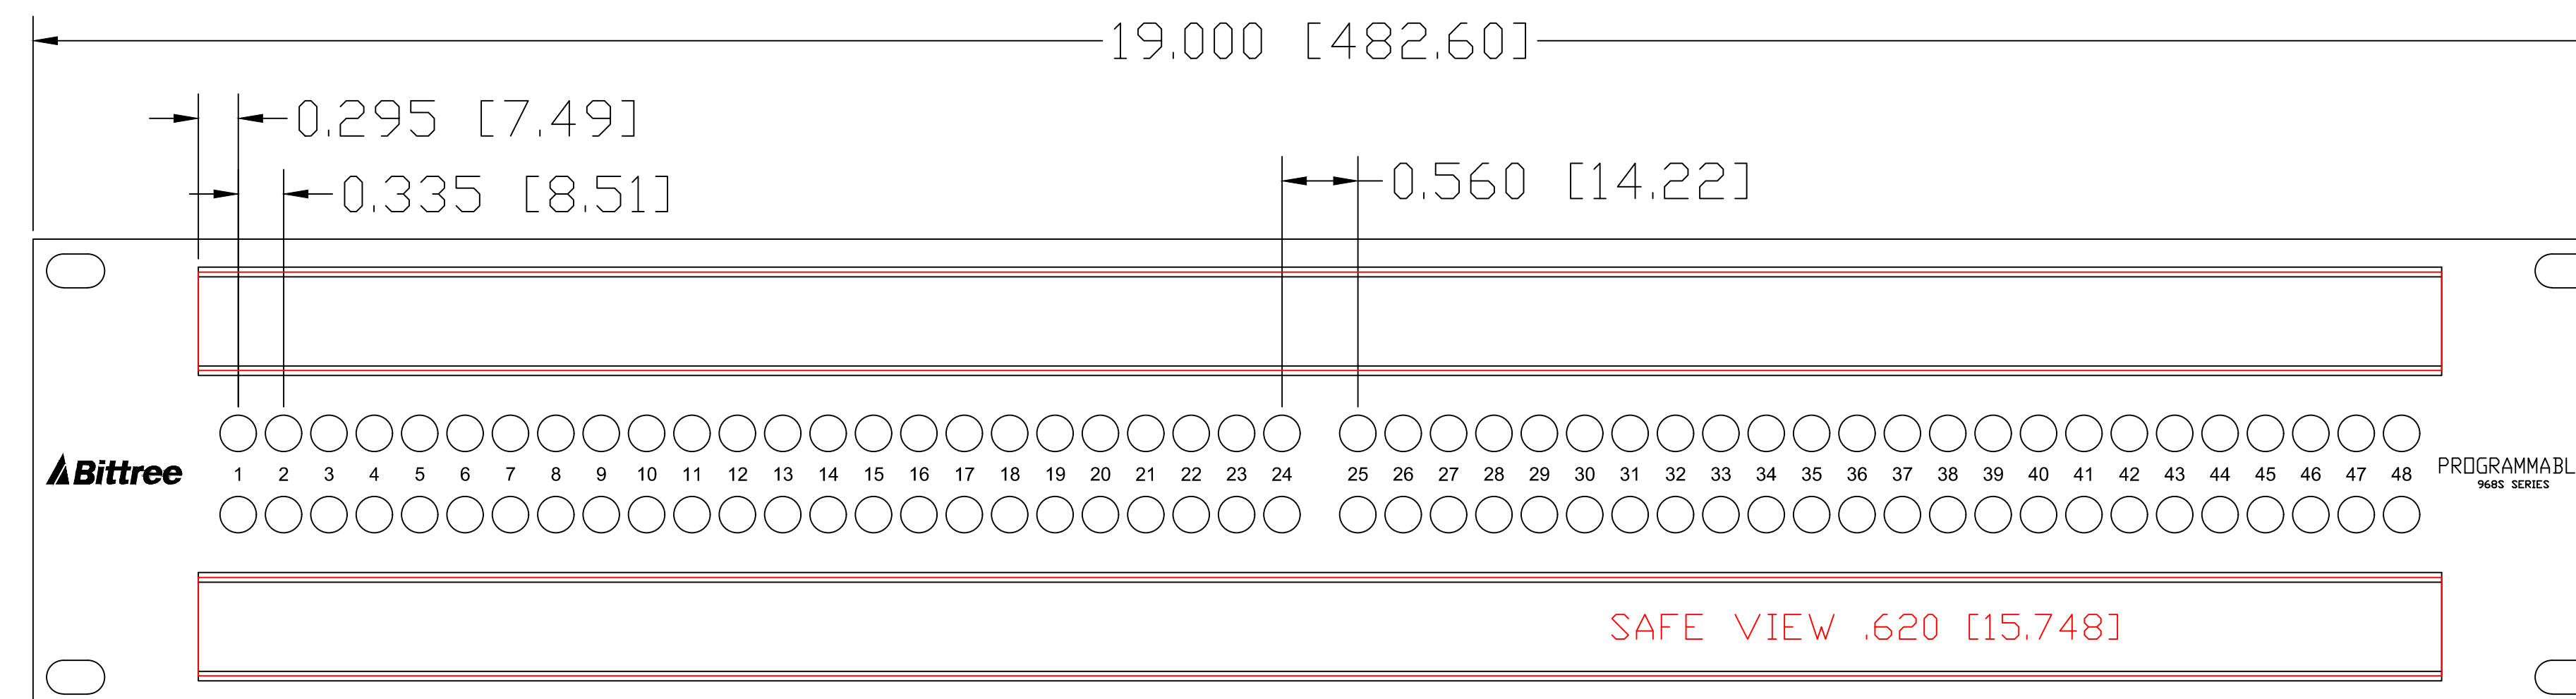 19.000 [482.60]
0.295 [7.49]
0.335 [8.51]
0.560 [14.22]
Bittree
1 2 3 4 5 6 7 8 9 10 11 12 13 14 15 16 17 18 19 20 21 22 23 24 25 26 27 28 29 30 31 32 33 34 35 36 37 38 39 40 41 42 43 44 45 46 47 48
PROGRAMMABL
968S SERIES
SAFE VIEW .620 [15.748]